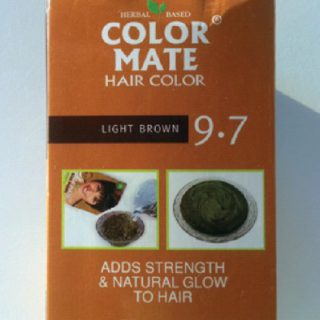 HERBAL BASED
COLOR
MATE
HAIR COLOR
LIGHT BROWN 9.7
ADDS STRENGTH
& NATURAL GLOW
TO HAIR